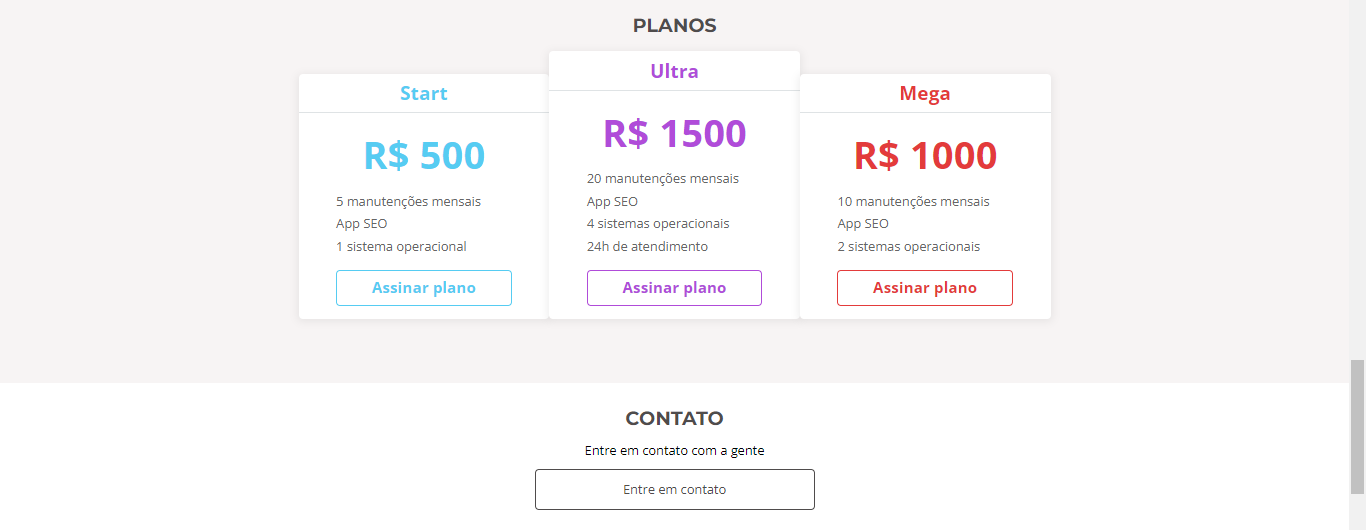 PLANOS
Start
R$ 500
5 manutenções mensais
App SEO
1 sistema operacional
Assinar plano
Ultra
R$ 1500
20 manutenções mensais
App SEO
4 sistemas operacionais
24h de atendimento
Assinar plano
Mega
R$ 1000
10 manutenções mensais
App SEO
2 sistemas operacionais
Assinar plano
CONTATO
Entre em contato com a gente
Entre em contato